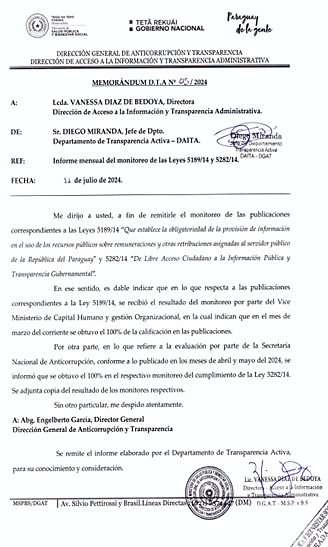 TETÃ REKUÁI
GOBIERNO NACIONAL
Paraguay
de la gente
DIRECCIÓN GENERAL DE ANTICORRUPCIÓN Y TRANSPARENCIA
DIRECCIÓN DE ACCESO A LA INFORMACIÓN Y TRANSPARENCIA ADMINISTRATIVA
MEMORÁNDUM D.T.A Nº 05/2024
A: Lcda. VANESSA DIAZ DE BEDOYA, Directora
Dirección de Acceso a la Información y Transparencia Administrativa.
DE: Sr. DIEGO MIRANDA, Jefe de Dpto.
Departamento de Transparencia Activa – DAITA.
Diego Miranda
Jefe de Departamento
Transparencia Activa
DAITA - DGAT
REF: Informe mensual del monitoreo de las Leyes 5189/14 y 5282/14.
FECHA: de julio de 2024.
Me dirijo a usted, a fin de remitirle el monitoreo de las publicaciones
correspondientes a las Leyes 5189/14 "Que establece la obligatoriedad de la provisión de información
en el uso de los recursos públicos sobre remuneraciones y otras retribuciones asignadas al servidor público
de la República del Paraguay" y 5282/14 "De Libre Acceso Ciudadano a la Información Pública y
Transparencia Gubernamental".
En ese sentido, es dable indicar que en lo que respecta a las publicaciones
correspondientes a la Ley 5189/14, se recibió el resultado del monitoreo por parte del Vice
Ministerio de Capital Humano y gestión Organizacional, en la cual indican que en el mes de
marzo del corriente se obtuvo el 100% de la calificación en las publicaciones.
Por otra parte, en lo que refiere a la evaluación por parte de la Secretaría
Nacional de Anticorrupción, conforme a lo publicado en los meses de abril y mayo del 2024, se
informó que se obtuvo el 100% en el respectivo monitoreo del cumplimiento de la Ley 5282/14.
Se adjunta copia del resultado de los monitoreos respectivos.
Sin otro particular, me despido atentamente.
A: Abg. Engelberto García, Director General
Dirección General de Anticorrupción y Transparencia
Se remite el informe elaborado por el Departamento de Transparencia Activa,
para su conocimiento y consideración.
Lic. VANESSA DIAZ DE BEDOYA
Directora - Acceso a la Información
y Transparencia Administrativa
DGAT - M.S.P. y B.S
MSPBS/DGAT Av. Silvio Pettirossi y Brasil. Líneas Directas